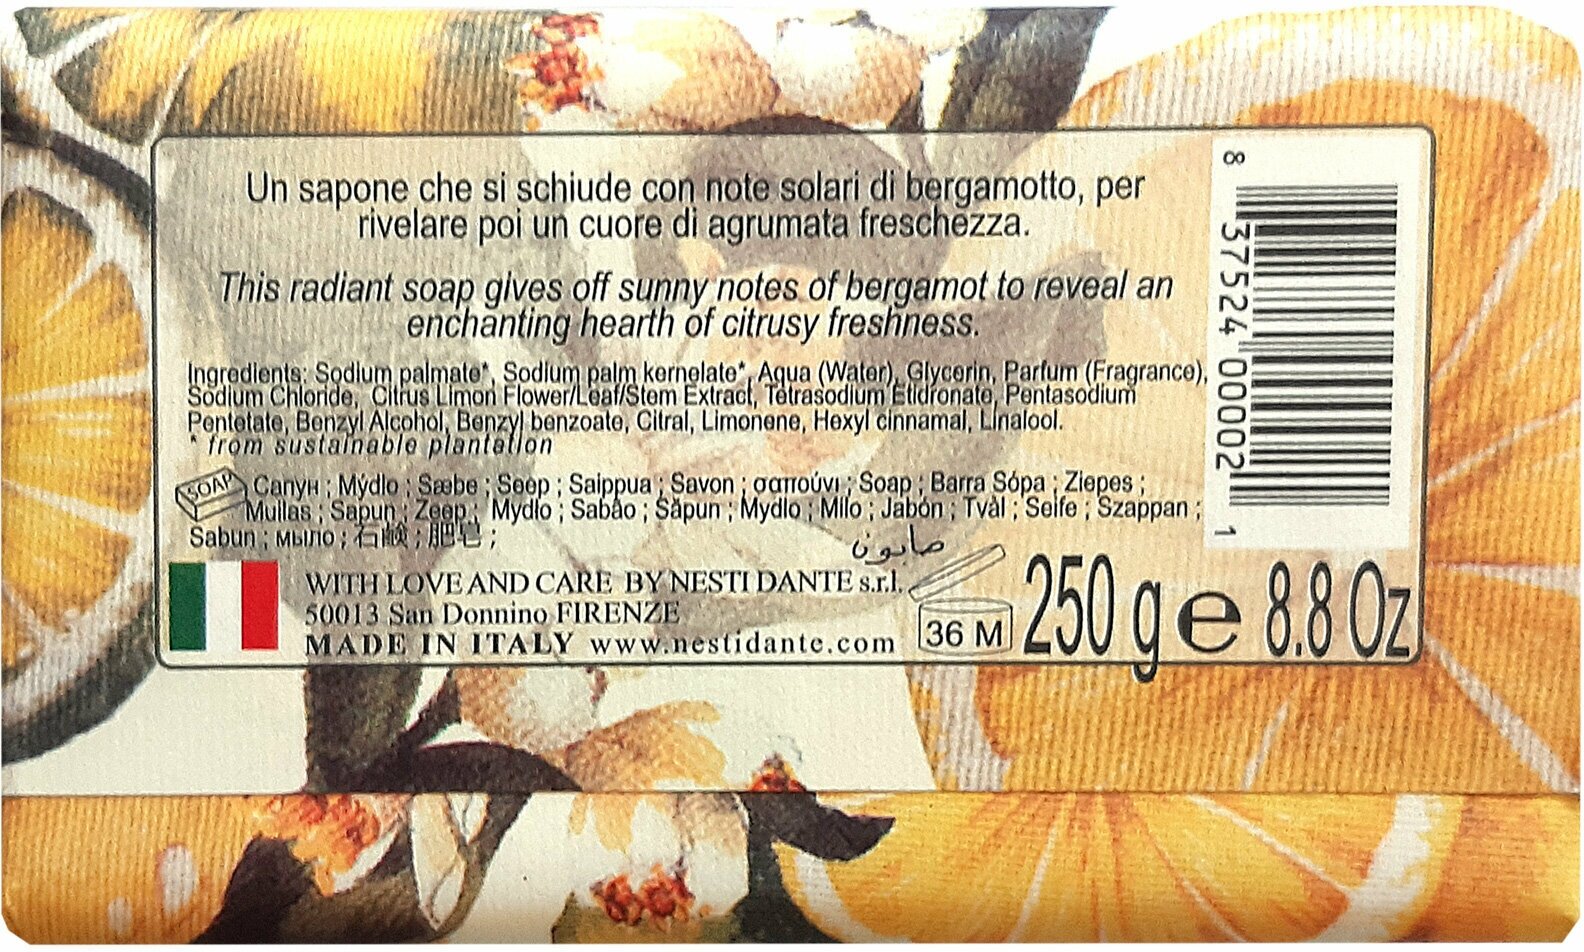 Un sapone che si schiude con note solari di bergamotto, per
rivelare poi un cuore di agrumata freschezza.
This radiant soap gives off sunny notes of bergamot to reveal an
enchanting hearth of citrusy freshness.
Ingredients: Sodium palmate*, Sodium palm kernelate*, Aqua (Water), Glycerin, Parfum (Fragrance),
Sodium Chloride, Citrus Limon Flower/Leaf/Stem Extract, Tetrasodium Etidronate, Pentasodium
Pentetate, Benzyl Alcohol, Benzyl benzoate, Citral, Limonene, Hexyl cinnamal, Linalool.
* from sustainable plantation
SOAP
Сапун ; Mýdlo ; Sæbe ; Seep ; Saippua ; Savon ; σαπούνι ; Soap ; Barra Sópa ; Ziepes ;
Muilas ; Sapun ; Zeep ; Mydło ; Sabão ; Săpun ; Mydlo ; Milo ; Jabón ; Tvàl ; Seife ; Szappan ;
Sabun ; мыло ; 石鹸 ; 肥皂 ;
صابون
WITH LOVE AND CARE BY NESTI DANTE s.r.l.
50013 San Donnino FIRENZE
MADE IN ITALY www.nestidante.com
36 M
250 g e 8.8 Oz
8 37524 00002 1